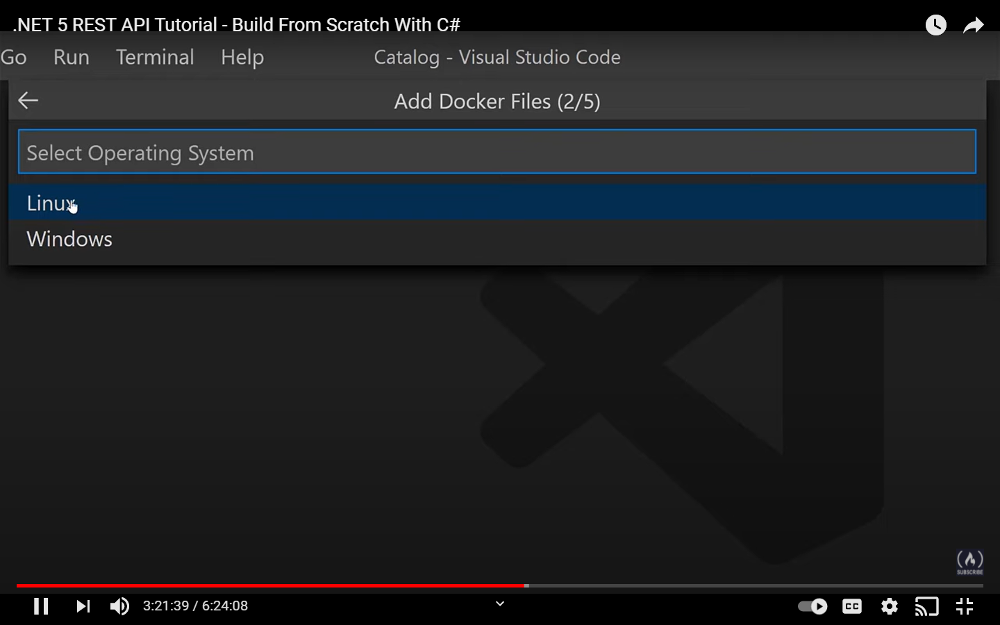 .NET 5 REST API Tutorial - Build From Scratch With C#
Go Run Terminal Help Catalog - Visual Studio Code
Add Docker Files (2/5)
Select Operating System
Linux
Windows
SUBSCRIBE
3:21:39 / 6:24:08
CC